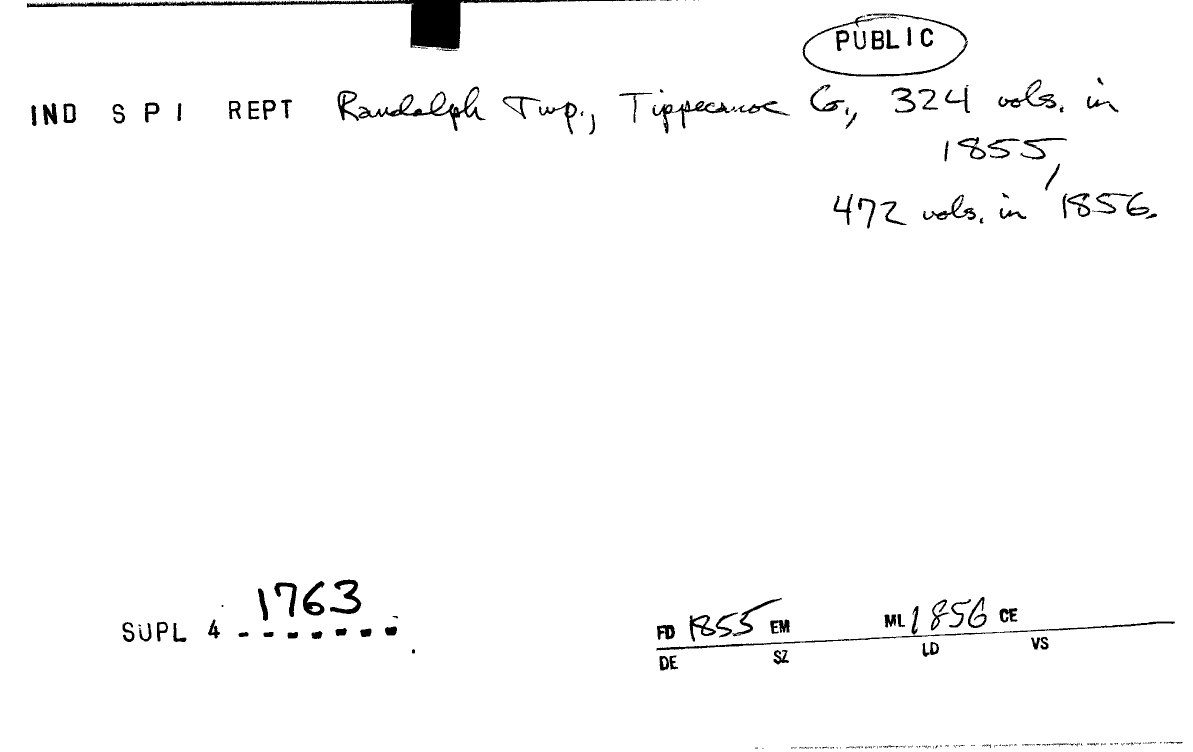 PUBLIC
IND S P I REPT Randolph Twp., Tippecanoe Co., 324 vols. in
1855,
472 vols. in 1856.
1763
SUPL 4 -------
FD 1855 EM ML 1856 CE
DE SZ LD VS